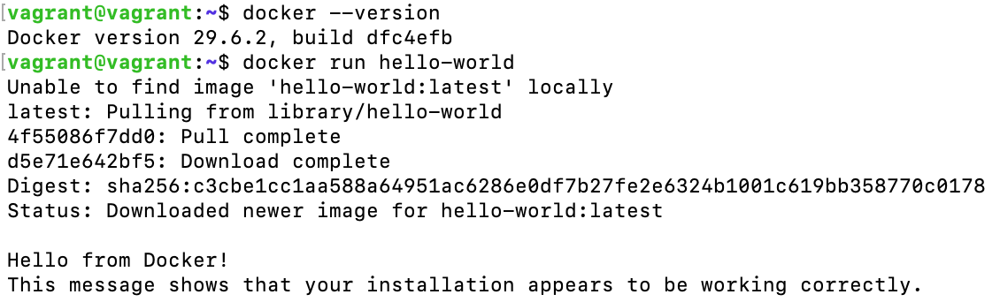 [vagrant@vagrant:~$ docker --version
Docker version 29.6.2, build dfc4efb
[vagrant@vagrant:~$ docker run hello-world
Unable to find image 'hello-world:latest' locally
latest: Pulling from library/hello-world
4f55086f7dd0: Pull complete
d5e71e642bf5: Download complete
Digest: sha256:c3cbe1cc1aa588a64951ac6286e0df7b27fe2e6324b1001c619bb358770c0178
Status: Downloaded newer image for hello-world:latest

Hello from Docker!
This message shows that your installation appears to be working correctly.